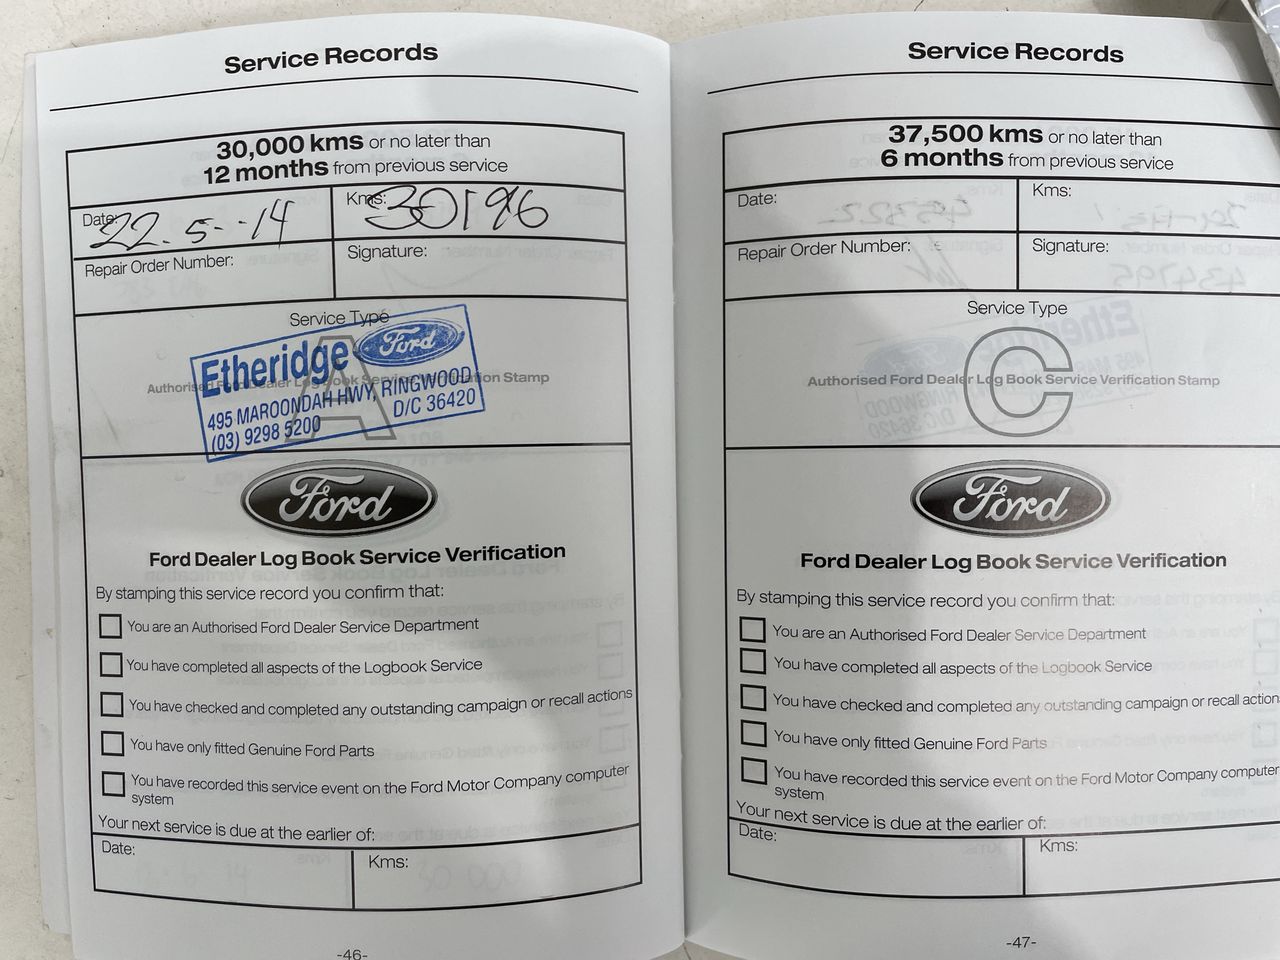 Service Records
30,000 kms or no later than
12 months from previous service
Date: 22.5.-14
Kms: 30196
Repair Order Number:
Signature:
Service Type
A
Authorised Ford Dealer Log Book Service Verification Stamp
Etheridge Ford
495 MAROONDAH HWY, RINGWOOD
(03) 9298 5200 D/C 36420
Ford
Ford Dealer Log Book Service Verification
By stamping this service record you confirm that:
You are an Authorised Ford Dealer Service Department
You have completed all aspects of the Logbook Service
You have checked and completed any outstanding campaign or recall actions
You have only fitted Genuine Ford Parts
You have recorded this service event on the Ford Motor Company computer
system
Your next service is due at the earlier of:
Date:
Kms:
-46-
Service Records
37,500 kms or no later than
6 months from previous service
Date:
Kms:
Repair Order Number:
Signature:
Service Type
C
Authorised Ford Dealer Log Book Service Verification Stamp
Ford
Ford Dealer Log Book Service Verification
By stamping this service record you confirm that:
You are an Authorised Ford Dealer Service Department
You have completed all aspects of the Logbook Service
You have checked and completed any outstanding campaign or recall action
You have only fitted Genuine Ford Parts
You have recorded this service event on the Ford Motor Company computer
system
Your next service is due at the earlier of:
Date:
Kms:
-47-